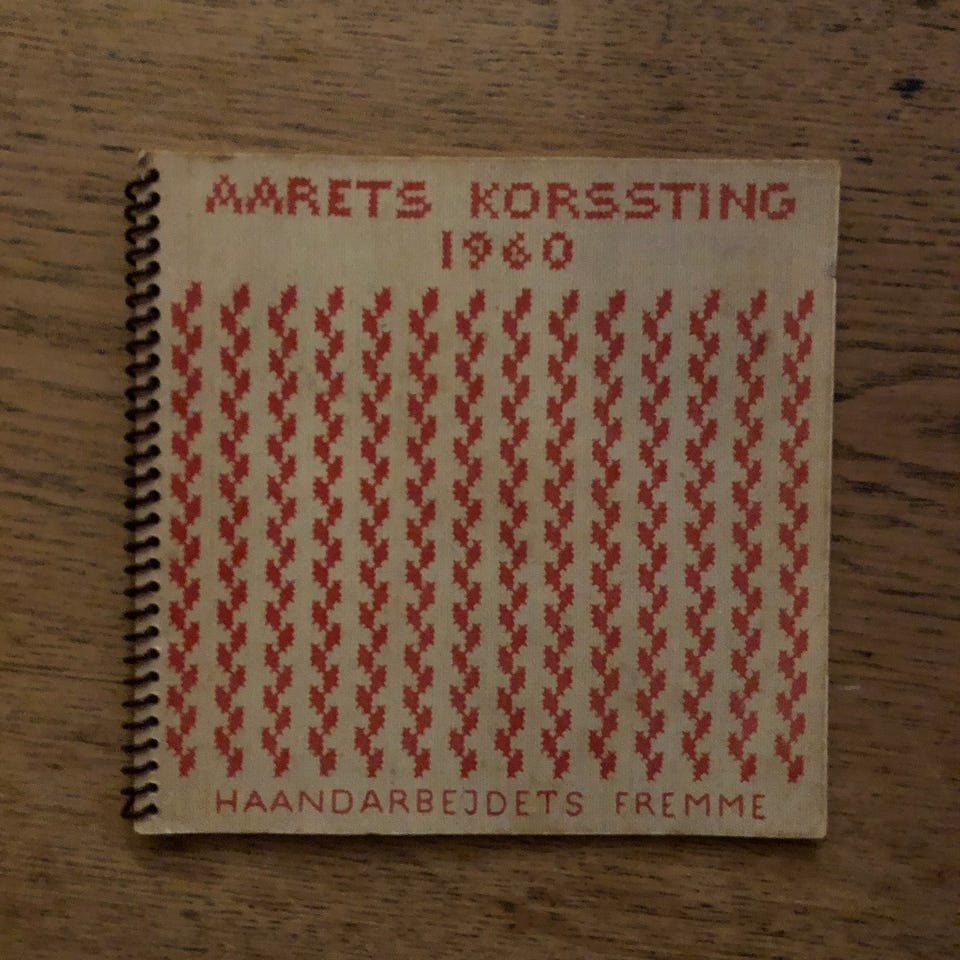 AARETS KORSSTING
1960
HAANDARBEJDETS FREMME